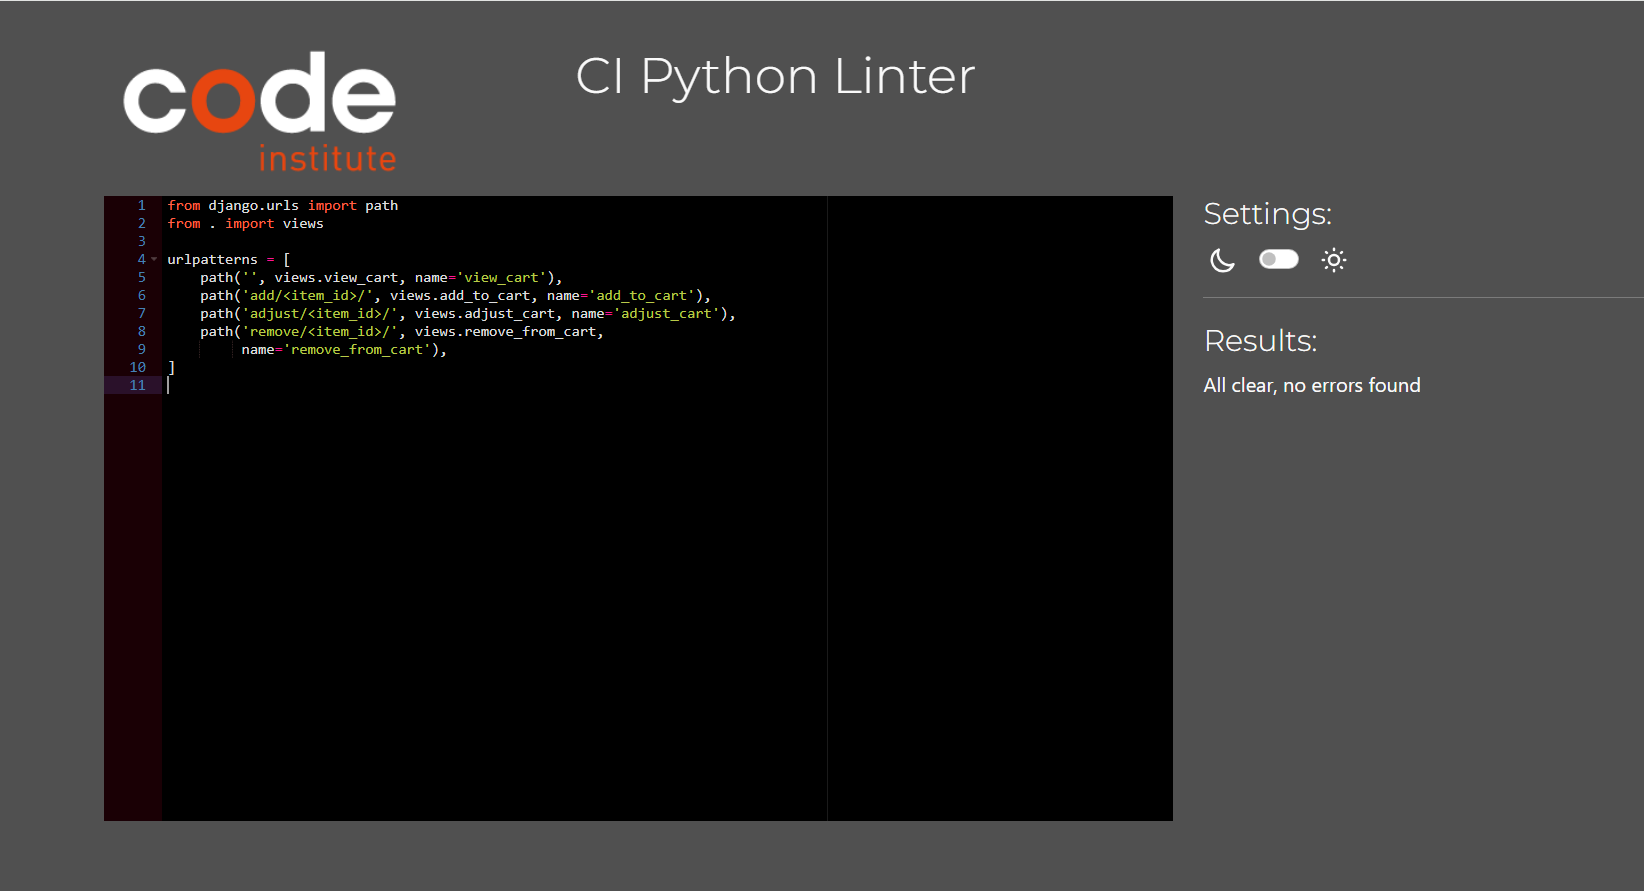 code
institute
CI Python Linter
1 from django.urls import path
2 from . import views
3
4 urlpatterns = [
5     path('', views.view_cart, name='view_cart'),
6     path('add/<item_id>/', views.add_to_cart, name='add_to_cart'),
7     path('adjust/<item_id>/', views.adjust_cart, name='adjust_cart'),
8     path('remove/<item_id>/', views.remove_from_cart,
9          name='remove_from_cart'),
10 ]
11
Settings:
Results:
All clear, no errors found